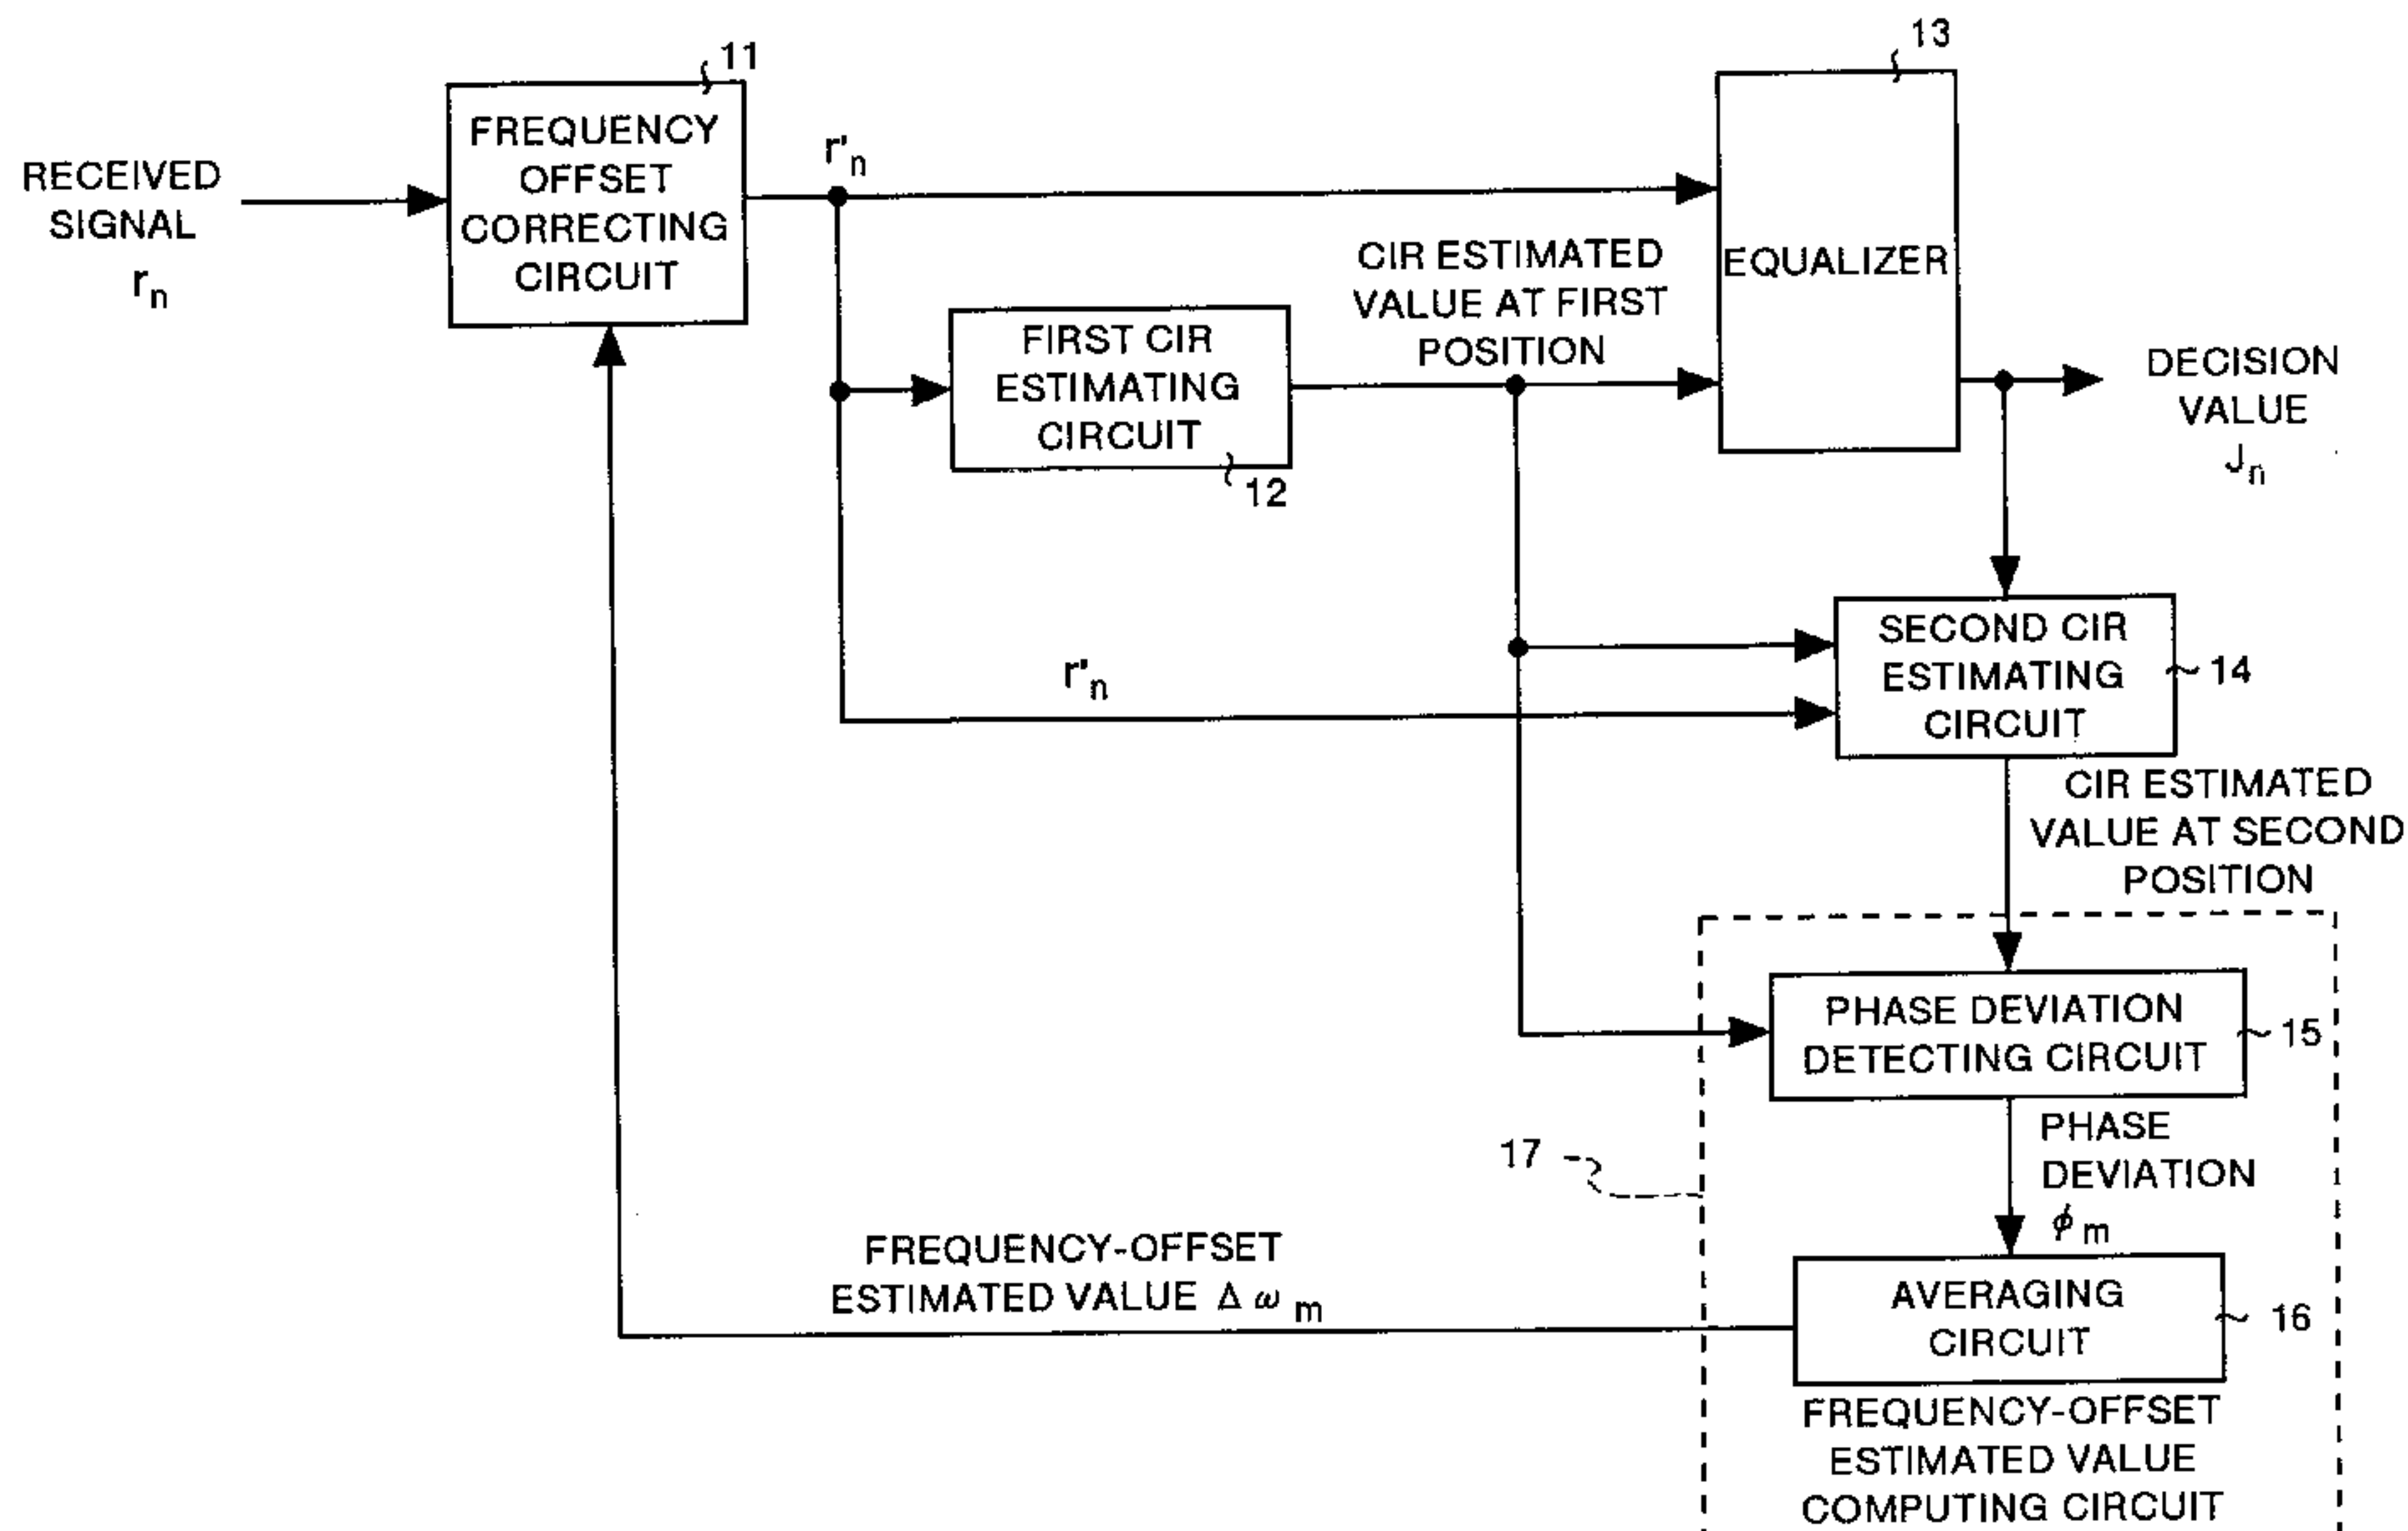 11
13
FREQUENCY
OFFSET
CORRECTING
CIRCUIT
RECEIVED
SIGNAL
rn
r'n
EQUALIZER
CIR ESTIMATED
VALUE AT FIRST
POSITION
FIRST CIR
ESTIMATING
CIRCUIT
12
DECISION
VALUE
Jn
SECOND CIR
ESTIMATING
CIRCUIT
14
r'n
CIR ESTIMATED
VALUE AT SECOND
POSITION
PHASE DEVIATION
DETECTING CIRCUIT
15
PHASE
DEVIATION
ϕm
17
FREQUENCY-OFFSET
ESTIMATED VALUE Δωm
AVERAGING
CIRCUIT
16
FREQUENCY-OFFSET
ESTIMATED VALUE
COMPUTING CIRCUIT